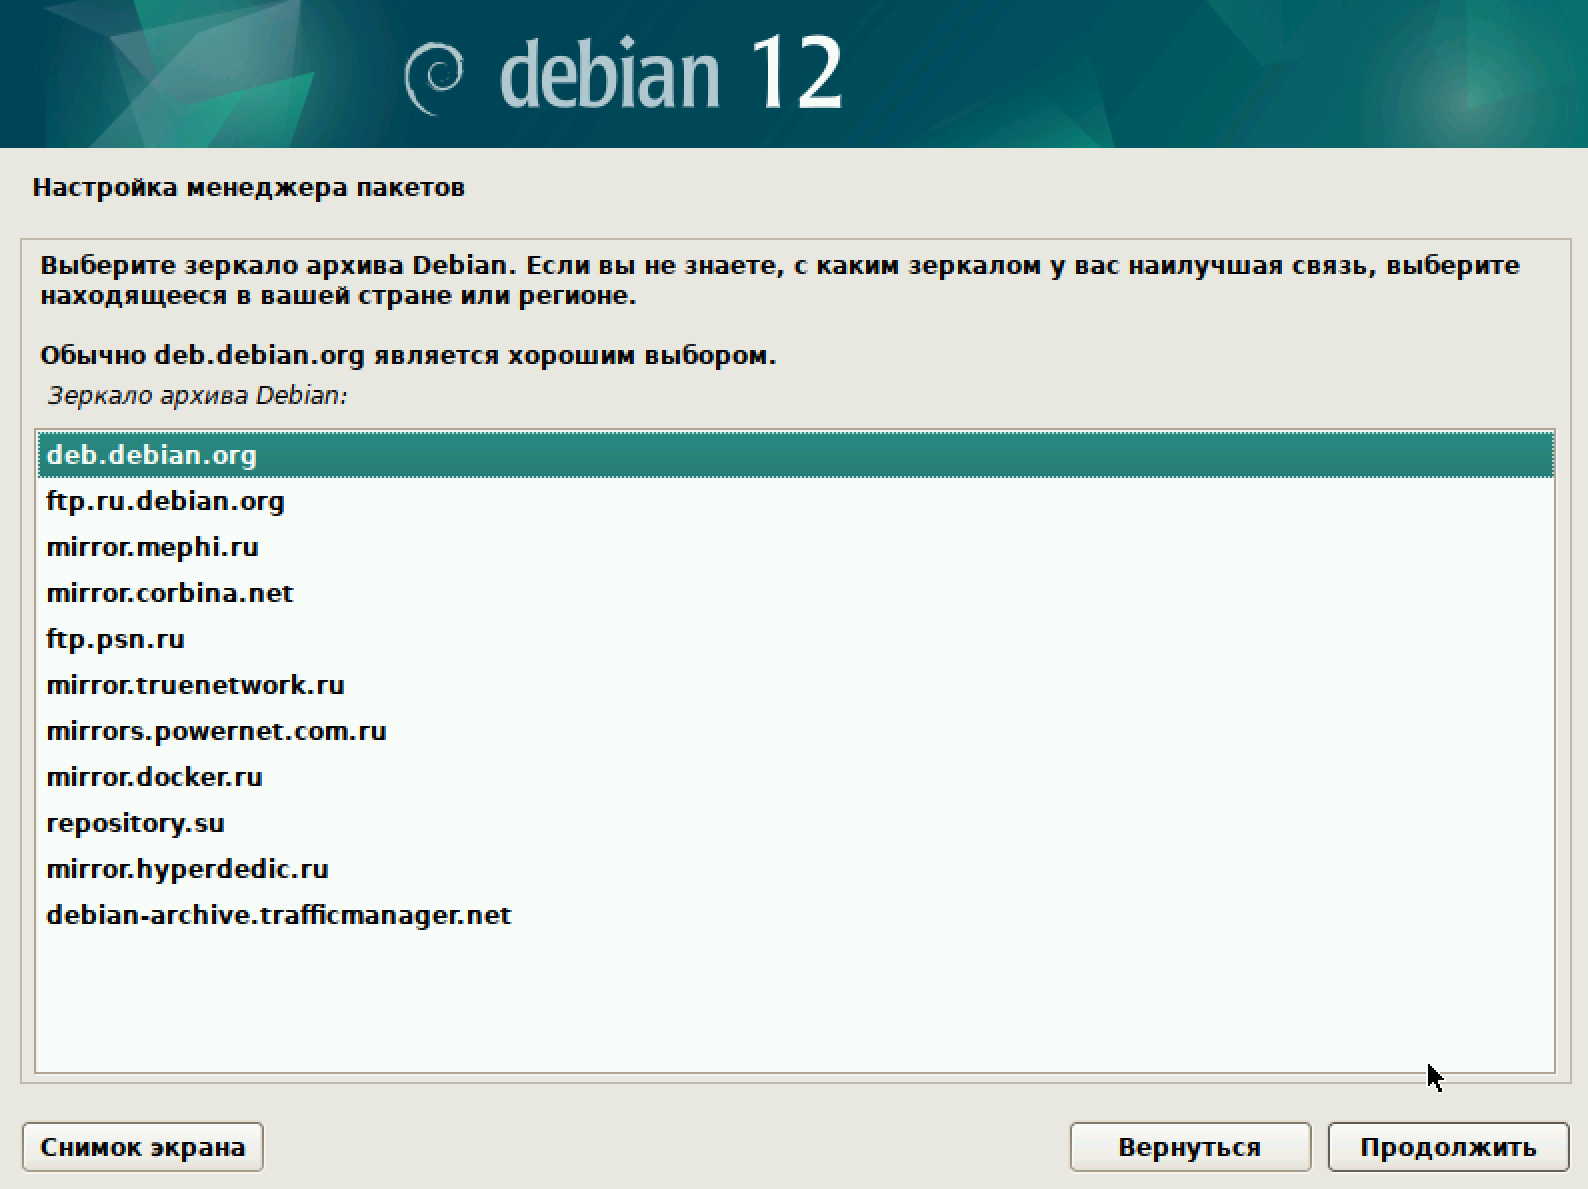 debian 12
Настройка менеджера пакетов
Выберите зеркало архива Debian. Если вы не знаете, с каким зеркалом у вас наилучшая связь, выберите
находящееся в вашей стране или регионе.
Обычно deb.debian.org является хорошим выбором.
Зеркало архива Debian:
deb.debian.org
ftp.ru.debian.org
mirror.mephi.ru
mirror.corbina.net
ftp.psn.ru
mirror.truenetwork.ru
mirrors.powernet.com.ru
mirror.docker.ru
repository.su
mirror.hyperdedic.ru
debian-archive.trafficmanager.net
Снимок экрана
Вернуться
Продолжить